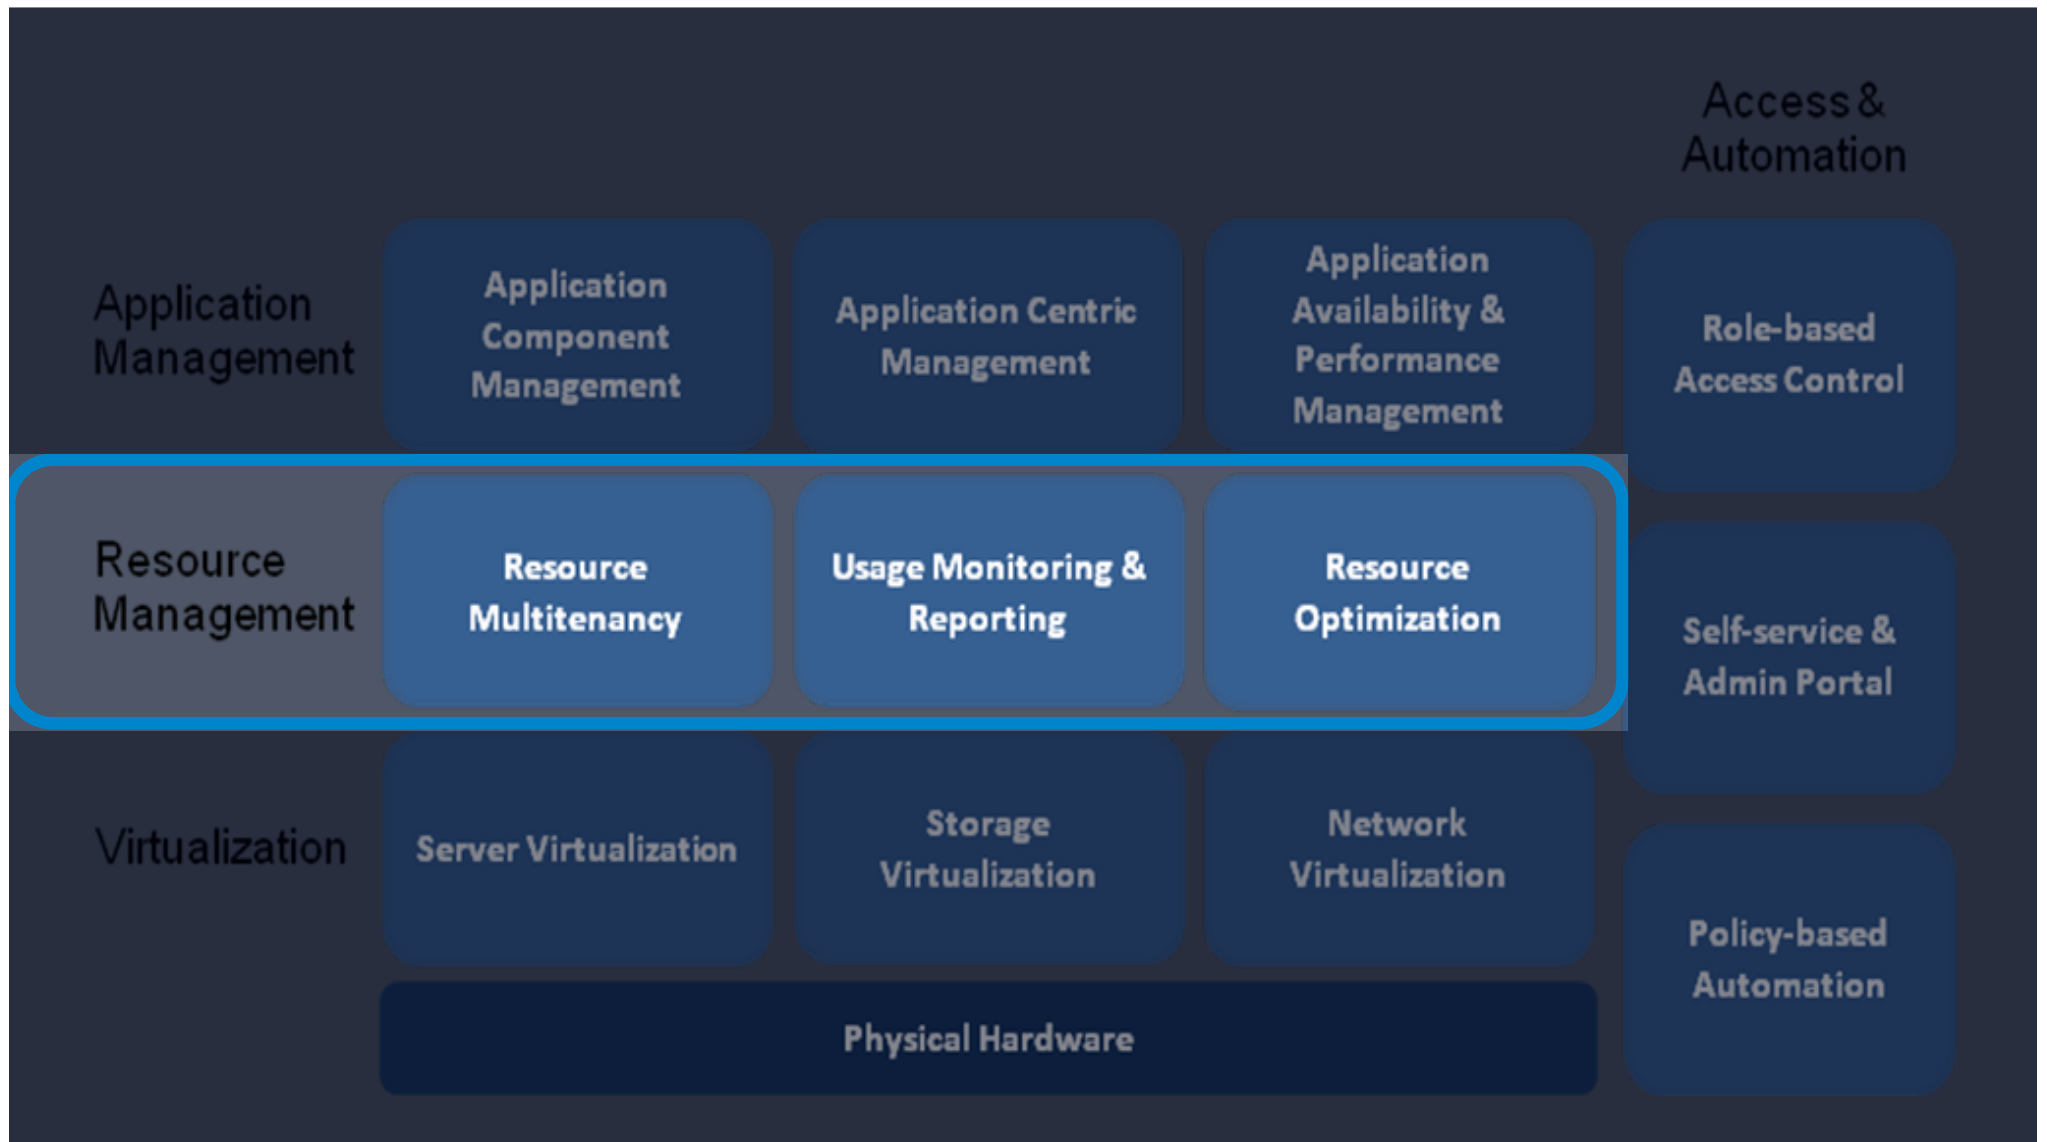 Access &
Automation
Application
Management
Application
Component
Management
Application Centric
Management
Application
Availability &
Performance
Management
Role-based
Access Control
Resource
Management
Resource
Multitenancy
Usage Monitoring &
Reporting
Resource
Optimization
Self-service &
Admin Portal
Virtualization
Server Virtualization
Storage
Virtualization
Network
Virtualization
Policy-based
Automation
Physical Hardware